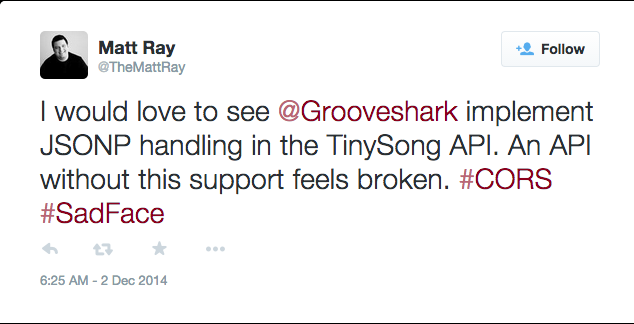 Matt Ray
@TheMattRay
Follow
I would love to see @Grooveshark implement
JSONP handling in the TinySong API. An API
without this support feels broken. #CORS
#SadFace
6:25 AM - 2 Dec 2014